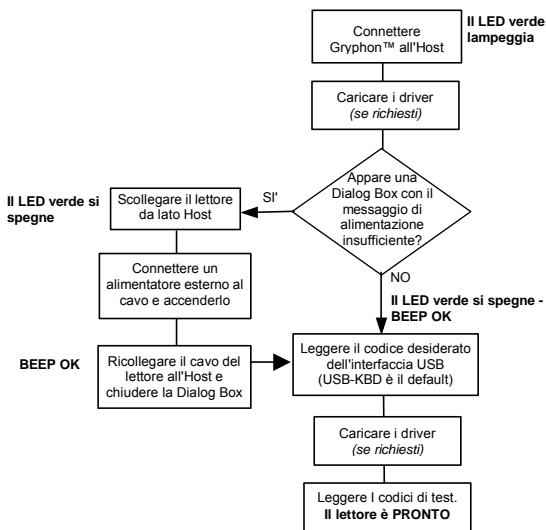 Connettere
Gryphon™ all'Host
Il LED verde
lampeggia
Caricare i driver
(se richiesti)
Appare una
Dialog Box con il
messaggio di
alimentazione
insufficiente?
SI'
Il LED verde si
spegne
Scollegare il lettore
da lato Host
Connettere un
alimentatore esterno al
cavo e accenderlo
BEEP OK
Ricollegare il cavo del
lettore all'Host e
chiudere la Dialog Box
NO
Il LED verde si spegne -
BEEP OK
Leggere il codice desiderato
dell'interfaccia USB
(USB-KBD è il default)
Caricare i driver
(se richiesti)
Leggere I codici di test.
Il lettore è PRONTO